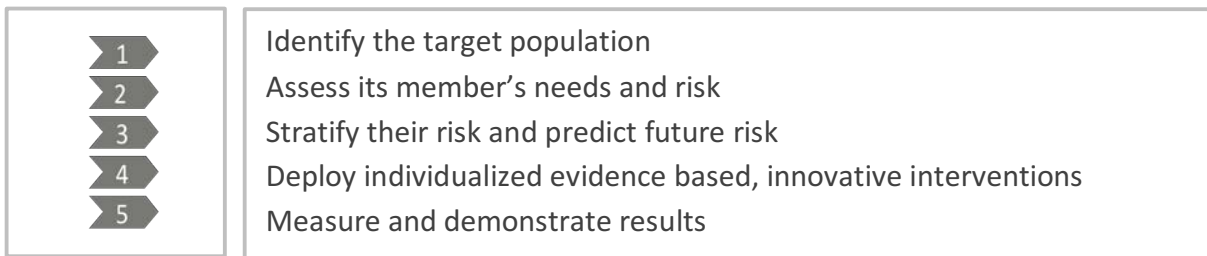 1 Identify the target population
2 Assess its member’s needs and risk
3 Stratify their risk and predict future risk
4 Deploy individualized evidence based, innovative interventions
5 Measure and demonstrate results